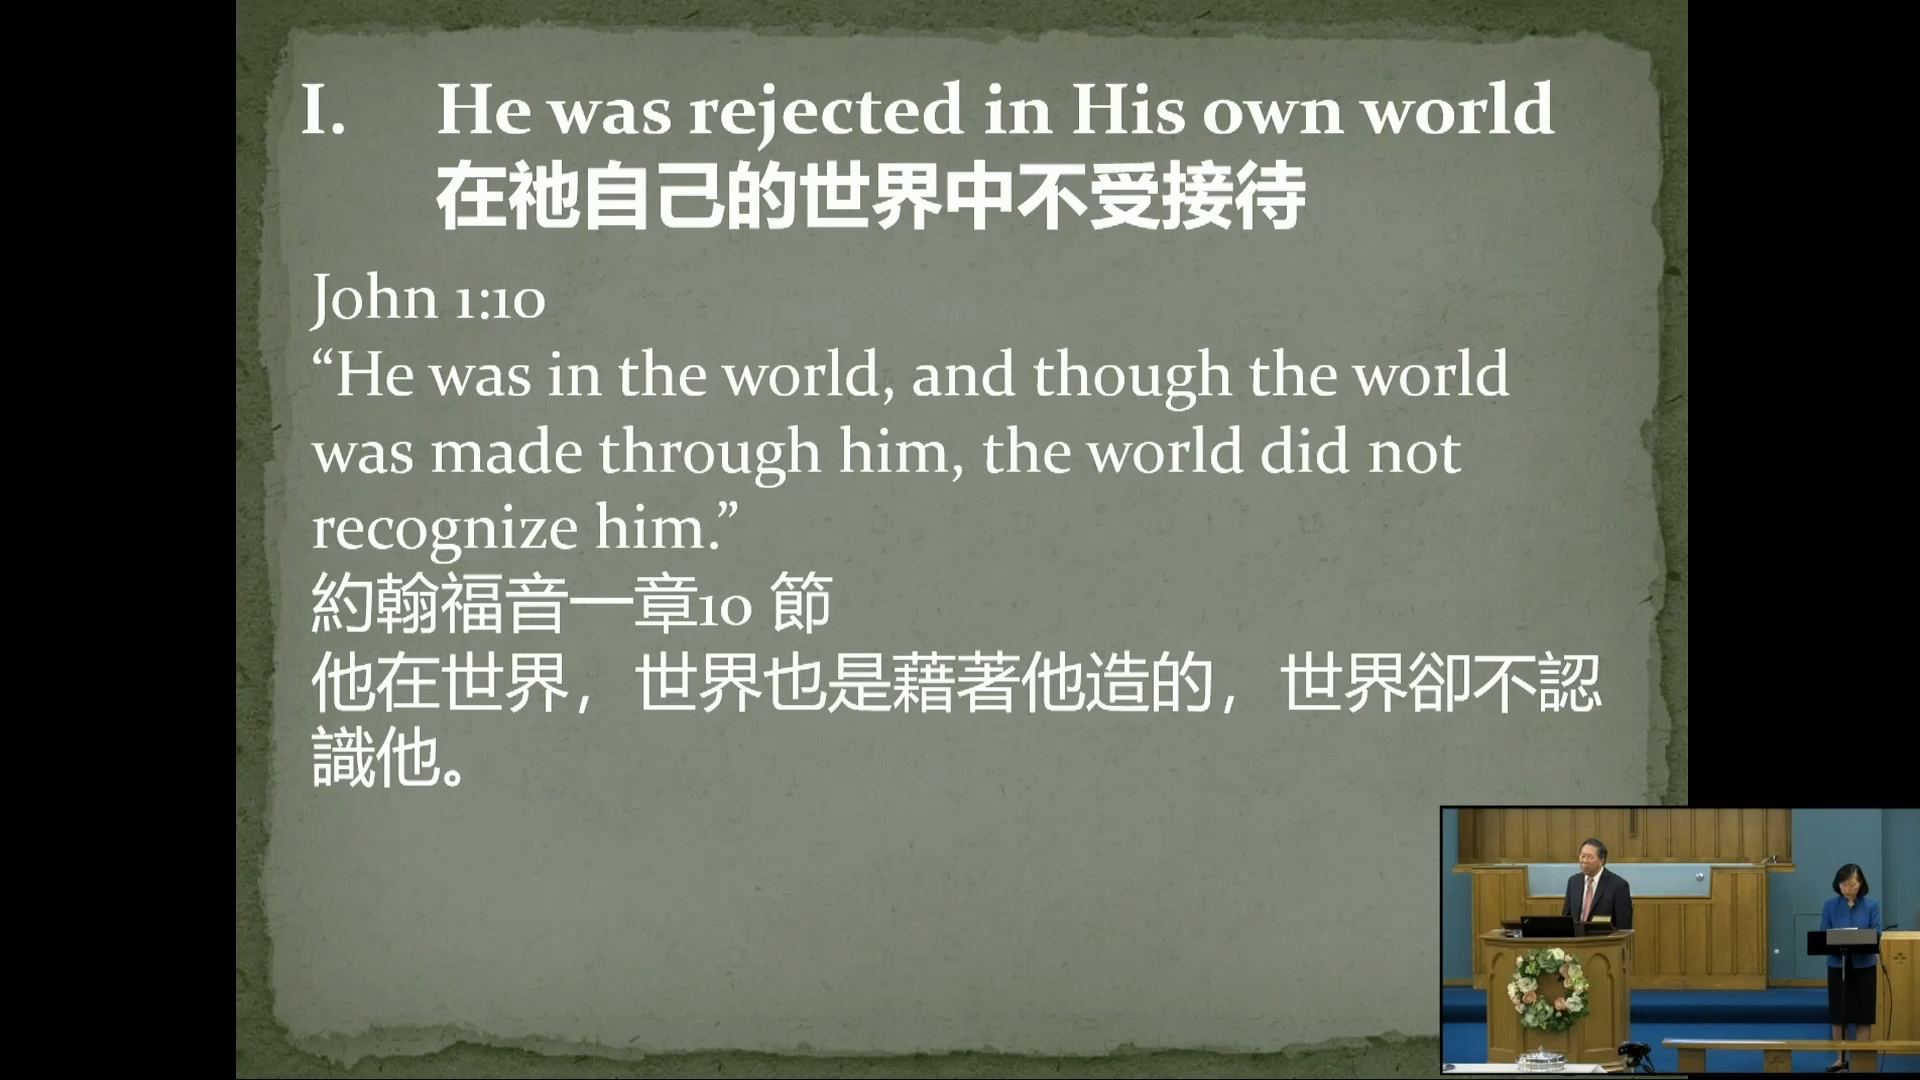 I. He was rejected in His own world
在祂自己的世界中不受接待
John 1:10
“He was in the world, and though the world
was made through him, the world did not
recognize him.”
約翰福音一章10 節
他在世界， 世界也是藉著他造的， 世界卻不認
識他。